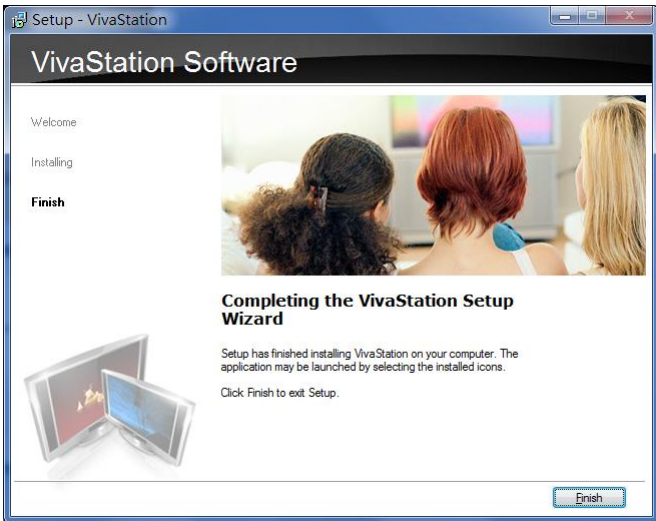 Setup - VivaStation
VivaStation Software
Welcome
Installing
Finish
Completing the VivaStation Setup
Wizard
Setup has finished installing VivaStation on your computer. The
application may be launched by selecting the installed icons.
Click Finish to exit Setup.
Finish